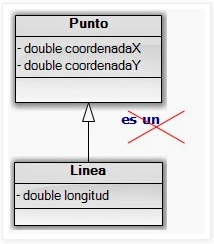 Punto
- double coordenadaX
- double coordenadaY
es un
Linea
- double longitud